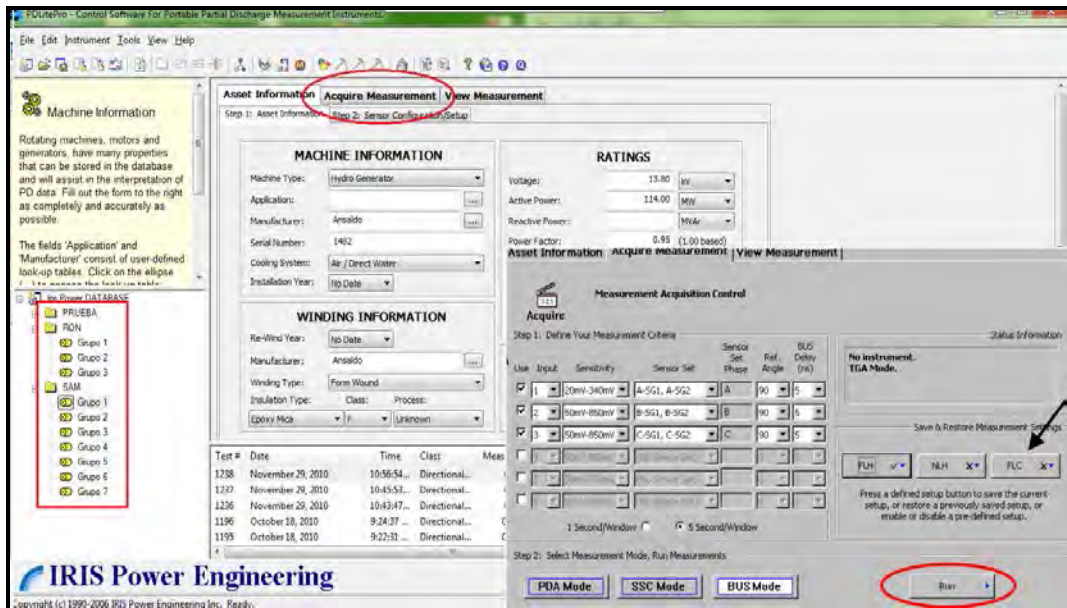 PDLitePro - Control Software For Portable Partial Discharge Measurement Instruments
File Edit Instrument Tools View Help
Machine Information
Rotating machines, motors and
generators, have many properties
that can be stored in the database
and will assist in the interpretation of
PD data. Fill out the form to the right
as completely and accurately as
possible.
The fields 'Application' and
'Manufacturer' consist of user-defined
look-up tables. Click on the ellipse
Iris Power DATABASE
PRUEBA
RON
Grupo 1
Grupo 2
Grupo 3
SAM
Grupo 1
Grupo 2
Grupo 3
Grupo 4
Grupo 5
Grupo 6
Grupo 7
Asset Information Acquire Measurement View Measurement
Step 1: Asset Information Step 2: Sensor Configuration/Setup
MACHINE INFORMATION
Machine Type: Hydro Generator
Application:
Manufacturer: Ansaldo
Serial Number: 1482
Cooling System: Air / Direct Water
Installation Year: No Date
WINDING INFORMATION
Re-Wind Year: No Date
Manufacturer: Ansaldo
Winding Type: Form Wound
Insulation Type: Class: Process:
Epoxy Mica F Unknown
RATINGS
Voltage: 13.80 kV
Active Power: 114.00 MW
Reactive Power: MVAr
Power Factor: 0.95 (1.00 based)
Test # Date Time Class Meas
1238 November 29, 2010 10:56:54... Directional...
1237 November 29, 2010 10:45:53... Directional...
1236 November 29, 2010 10:43:47... Directional...
1196 October 18, 2010 9:24:37 ... Directional...
1195 October 18, 2010 9:22:31 ... Directional...
Asset Information Acquire Measurement View Measurement
Measurement Acquisition Control
Acquire
Step 1: Define Your Measurement Criteria
Status Information
No instrument.
TGA Mode.
Use Input Sensitivity Sensor Set Sensor Set Phase Ref. Angle BUS Delay (ns)
1 20mV-340mV A-SG1, A-SG2 A 90 5
2 50mV-850mV B-SG1, B-SG2 B 90 5
3 50mV-850mV C-SG1, C-SG2 C 90 5
1 Second/Window 5 Second/Window
Save & Restore Measurement Settings
FLH NLH X FLC X
Press a defined setup button to save the current
setup, or restore a previously saved setup, or
enable or disable a pre-defined setup.
Step 2: Select Measurement Mode, Run Measurements
PDA Mode SSC Mode BUS Mode Run
IRIS Power Engineering
Copyright (c) 1990-2006 IRIS Power Engineering Inc. Ready.